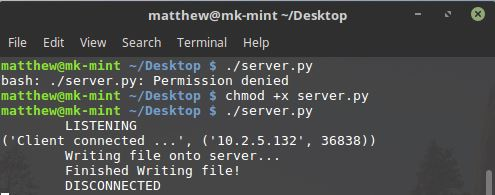 matthew@mk-mint ~/Desktop
File Edit View Search Terminal Help
matthew@mk-mint ~/Desktop $ ./server.py
bash: ./server.py: Permission denied
matthew@mk-mint ~/Desktop $ chmod +x server.py
matthew@mk-mint ~/Desktop $ ./server.py
LISTENING
('Client connected ...', ('10.2.5.132', 36838))
Writing file onto server...
Finished Writing file!
DISCONNECTED